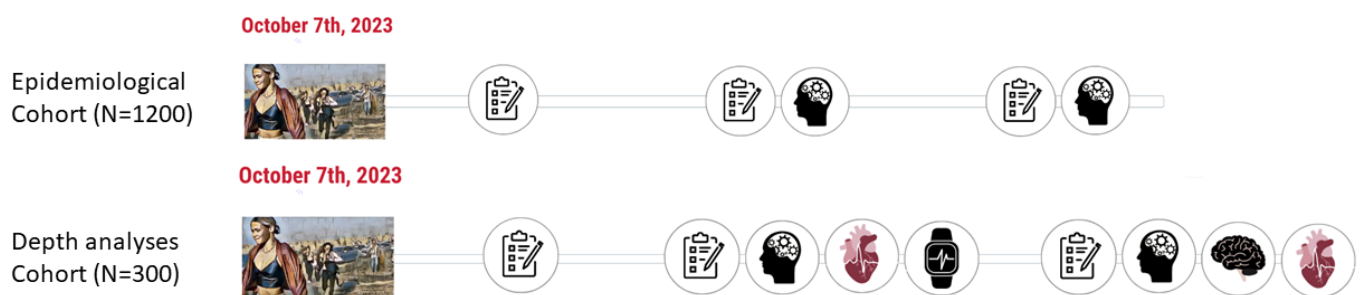 October 7th, 2023
Epidemiological
Cohort (N=1200)
October 7th, 2023
Depth analyses
Cohort (N=300)